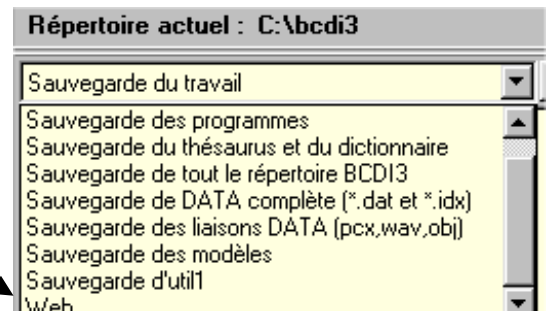 Répertoire actuel : C:\bcdi3
Sauvegarde du travail
Sauvegarde des programmes
Sauvegarde du thésaurus et du dictionnaire
Sauvegarde de tout le répertoire BCDI3
Sauvegarde de DATA complète (*.dat et *.idx)
Sauvegarde des liaisons DATA (pcx,wav,obj)
Sauvegarde des modèles
Sauvegarde d'util1
Web